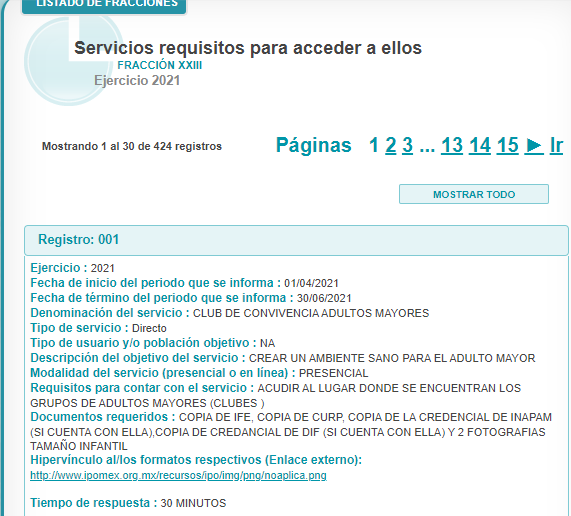 LISTADO DE FRACCIONES
Servicios requisitos para acceder a ellos
FRACCIÓN XXIII
Ejercicio 2021
Mostrando 1 al 30 de 424 registros
Páginas 1 2 3 ... 13 14 15 ► Ir
MOSTRAR TODO
Registro: 001
Ejercicio : 2021
Fecha de inicio del periodo que se informa : 01/04/2021
Fecha de término del periodo que se informa : 30/06/2021
Denominación del servicio : CLUB DE CONVIVENCIA ADULTOS MAYORES
Tipo de servicio : Directo
Tipo de usuario y/o población objetivo : NA
Descripción del objetivo del servicio : CREAR UN AMBIENTE SANO PARA EL ADULTO MAYOR
Modalidad del servicio (presencial o en línea) : PRESENCIAL
Requisitos para contar con el servicio : ACUDIR AL LUGAR DONDE SE ENCUENTRAN LOS
GRUPOS DE ADULTOS MAYORES (CLUBES )
Documentos requeridos : COPIA DE IFE, COPIA DE CURP, COPIA DE LA CREDENCIAL DE INAPAM
(SI CUENTA CON ELLA),COPIA DE CREDANCIAL DE DIF (SI CUENTA CON ELLA) Y 2 FOTOGRAFIAS
TAMAÑO INFANTIL
Hipervínculo al/los formatos respectivos (Enlace externo):
http://www.ipomex.org.mx/recursos/ipo/img/png/noaplica.png
Tiempo de respuesta : 30 MINUTOS